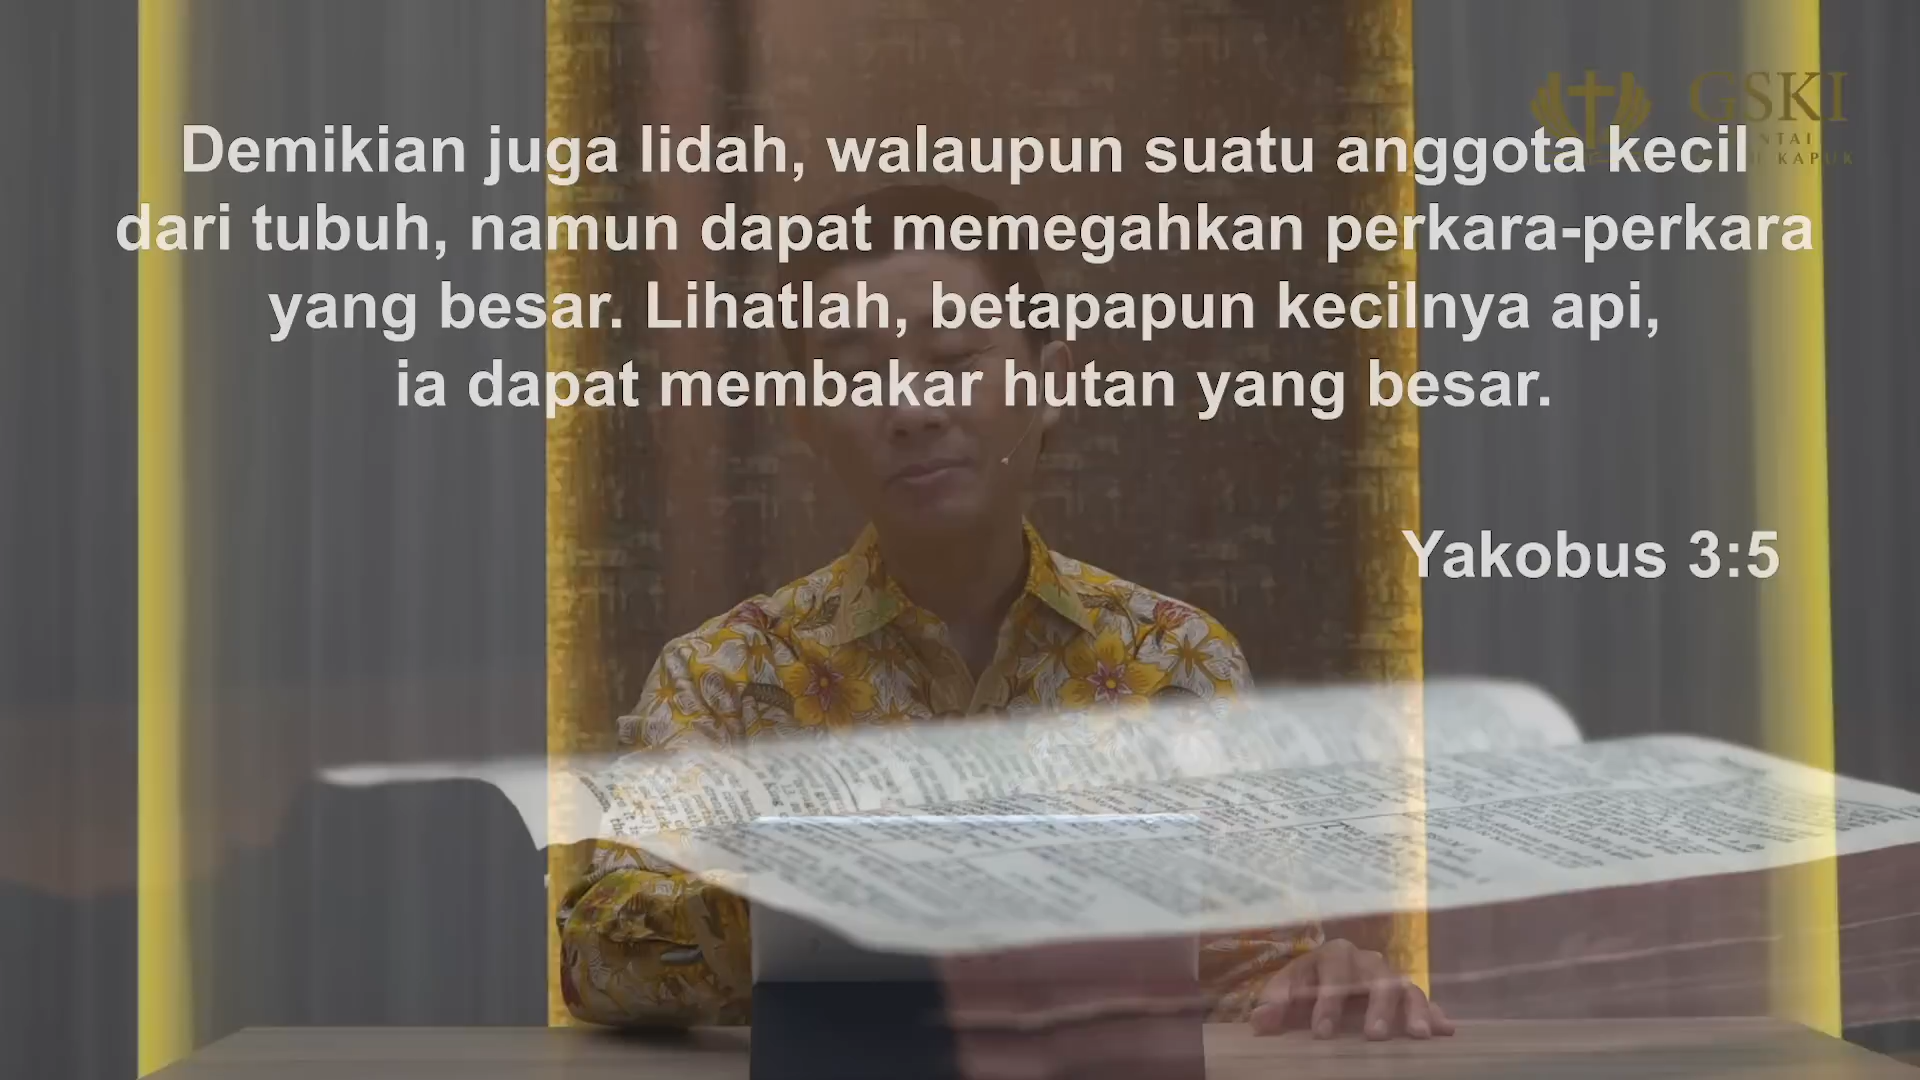 GSKI
Demikian juga lidah, walaupun suatu anggota kecil
dari tubuh, namun dapat memegahkan perkara-perkara
yang besar. Lihatlah, betapapun kecilnya api,
ia dapat membakar hutan yang besar.
Yakobus 3:5